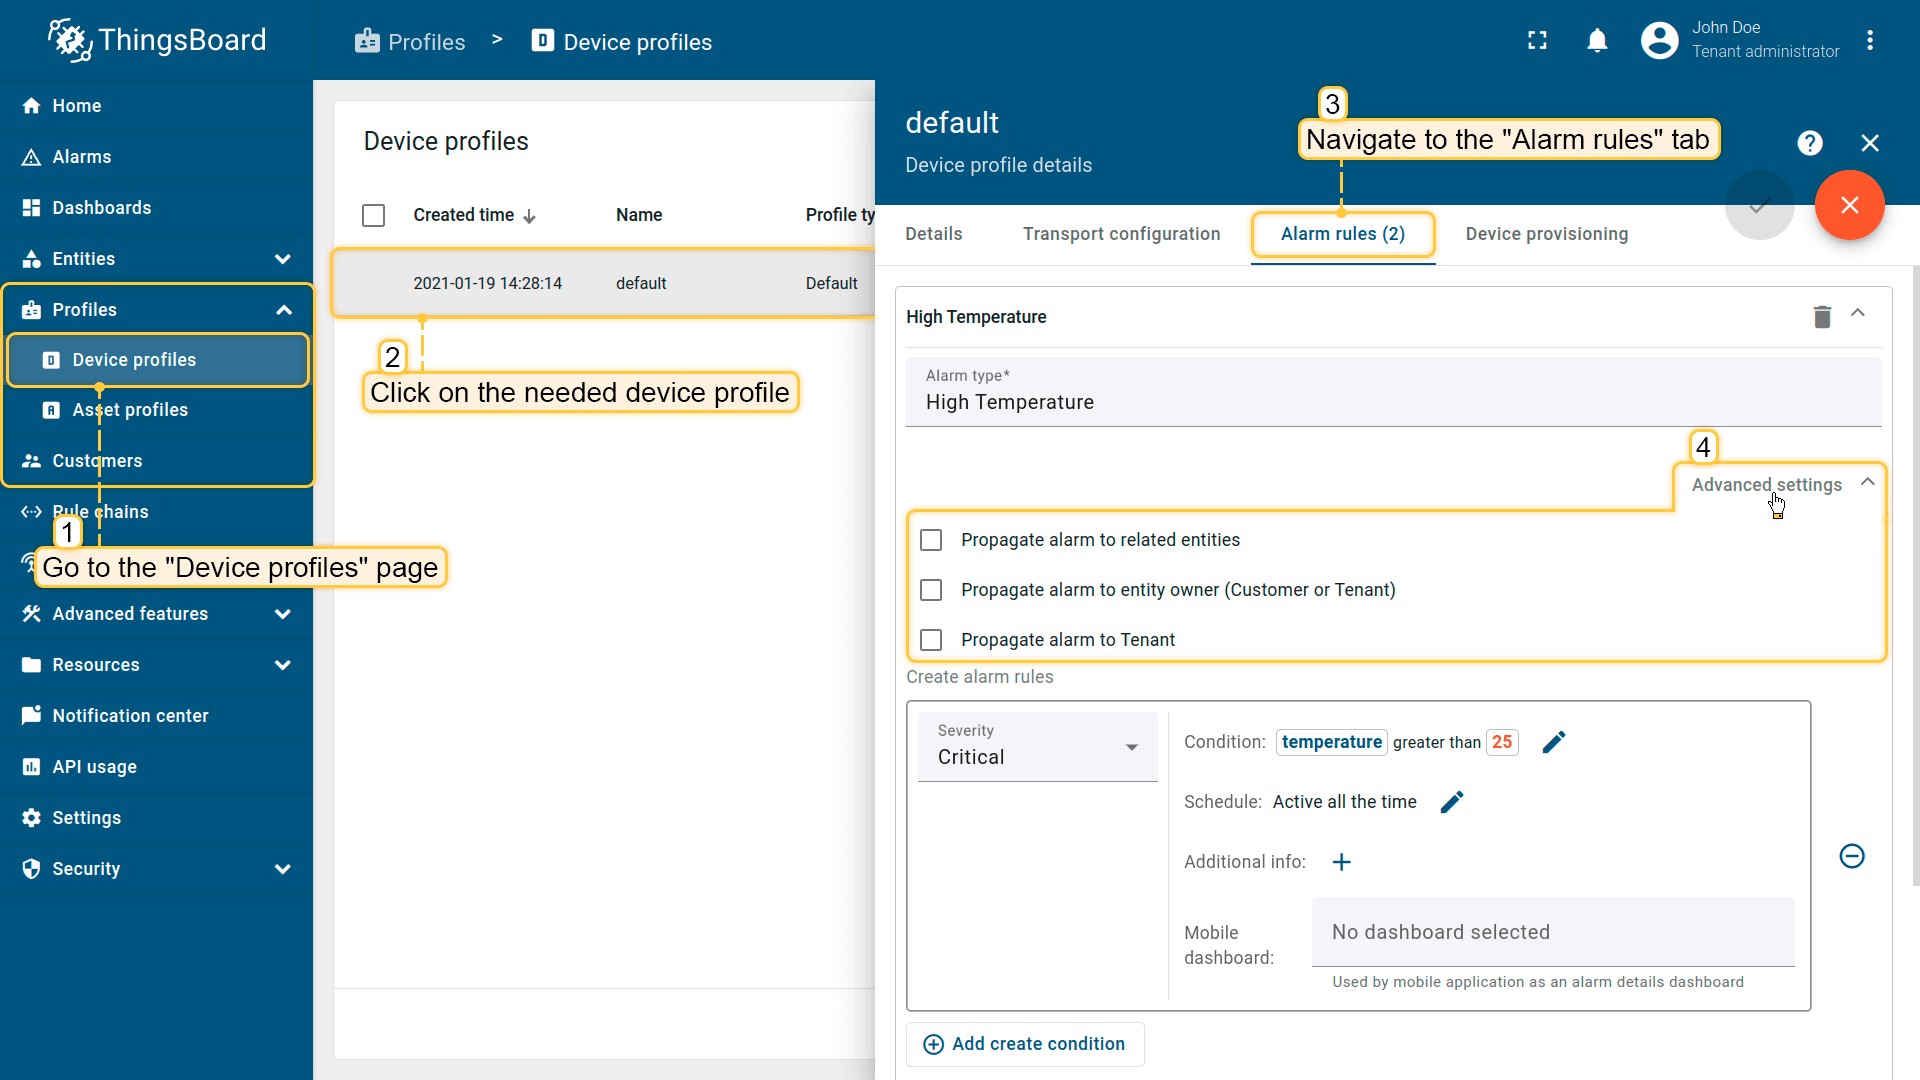 ThingsBoard
Profiles > D Device profiles
John Doe
Tenant administrator
Home
Alarms
Dashboards
Entities
Profiles
D Device profiles
A Asset profiles
Customers
Rule chains
1
Go to the "Device profiles" page
Advanced features
Resources
Notification center
API usage
Settings
Security
Device profiles
Created time Name Profile ty
2021-01-19 14:28:14 default Default
2
Click on the needed device profile
default
Device profile details
3
Navigate to the "Alarm rules" tab
?
Details Transport configuration Alarm rules (2) Device provisioning
High Temperature
Alarm type*
High Temperature
4
Advanced settings
Propagate alarm to related entities
Propagate alarm to entity owner (Customer or Tenant)
Propagate alarm to Tenant
Create alarm rules
Severity
Critical
Condition: temperature greater than 25
Schedule: Active all the time
Additional info: +
Mobile
dashboard:
No dashboard selected
Used by mobile application as an alarm details dashboard
Add create condition